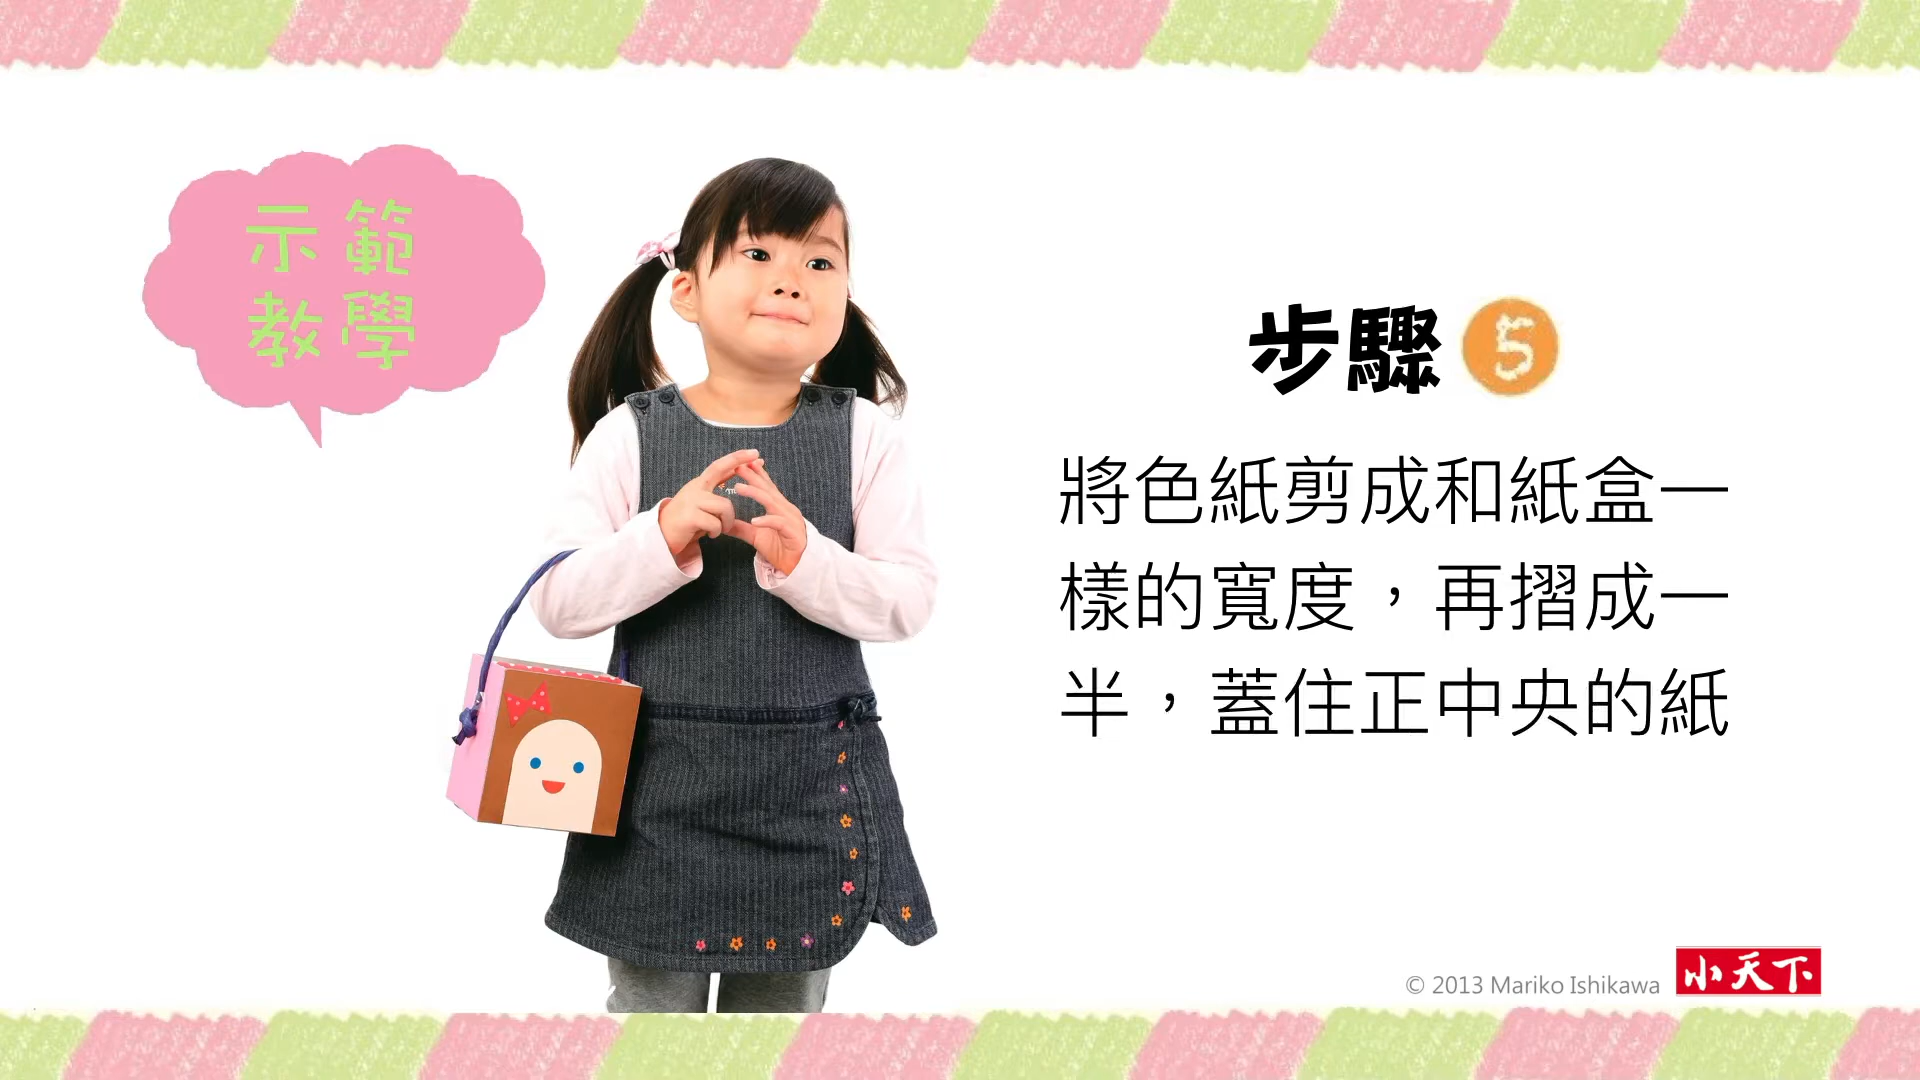 示範
教學
步驟 5
將色紙剪成和紙盒一
樣的寬度，再摺成一
半，蓋住正中央的紙
© 2013 Mariko Ishikawa 小天下